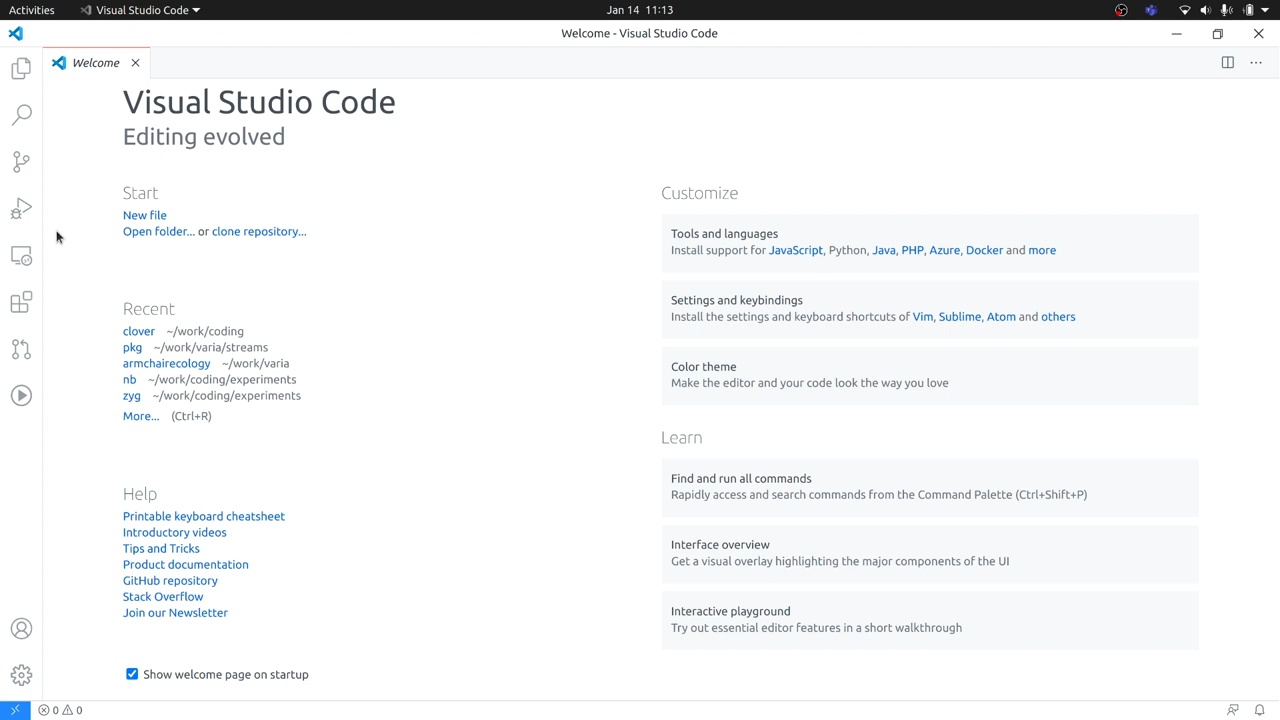 Activities Visual Studio Code Jan 14 11:13
Welcome - Visual Studio Code
Welcome
Visual Studio Code
Editing evolved
Start
New file
Open folder... or clone repository...
Recent
clover ~/work/coding
pkg ~/work/varia/streams
armchairecology ~/work/varia
nb ~/work/coding/experiments
zyg ~/work/coding/experiments
More... (Ctrl+R)
Help
Printable keyboard cheatsheet
Introductory videos
Tips and Tricks
Product documentation
GitHub repository
Stack Overflow
Join our Newsletter
Show welcome page on startup
Customize
Tools and languages
Install support for JavaScript, Python, Java, PHP, Azure, Docker and more
Settings and keybindings
Install the settings and keyboard shortcuts of Vim, Sublime, Atom and others
Color theme
Make the editor and your code look the way you love
Learn
Find and run all commands
Rapidly access and search commands from the Command Palette (Ctrl+Shift+P)
Interface overview
Get a visual overlay highlighting the major components of the UI
Interactive playground
Try out essential editor features in a short walkthrough
0 0